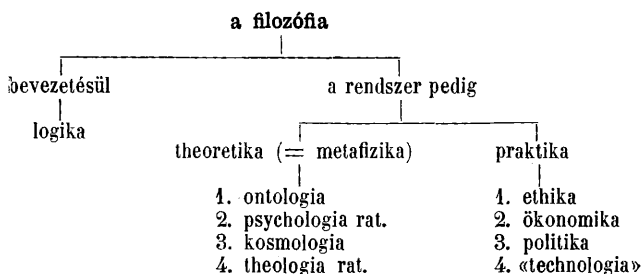 a filozófia
bevezetésül a rendszer pedig
logika
theoretika (= metafizika) praktika
1. ontologia 1. ethika
2. psychologia rat. 2. ökonomika
3. kosmologia 3. politika
4. theologia rat. 4. «technologia»